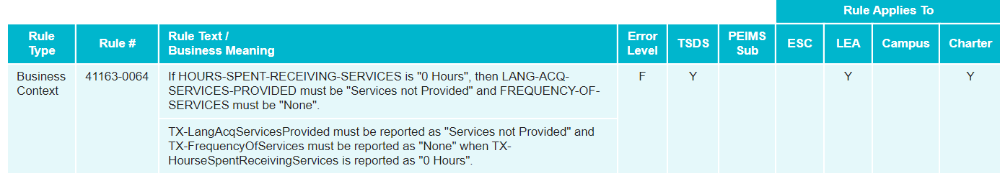 Rule Applies To
Rule
Type
Rule #
Rule Text /
Business Meaning
Error
Level
TSDS
PEIMS
Sub
ESC
LEA
Campus
Charter
Business
Context
41163-0064
If HOURS-SPENT-RECEIVING-SERVICES is "0 Hours", then LANG-ACQ-
SERVICES-PROVIDED must be "Services not Provided" and FREQUENCY-OF-
SERVICES must be "None".
F
Y
Y
Y
TX-LangAcqServicesProvided must be reported as "Services not Provided" and
TX-FrequencyOfServices must be reported as "None" when TX-
HourseSpentReceivingServices is reported as "0 Hours".